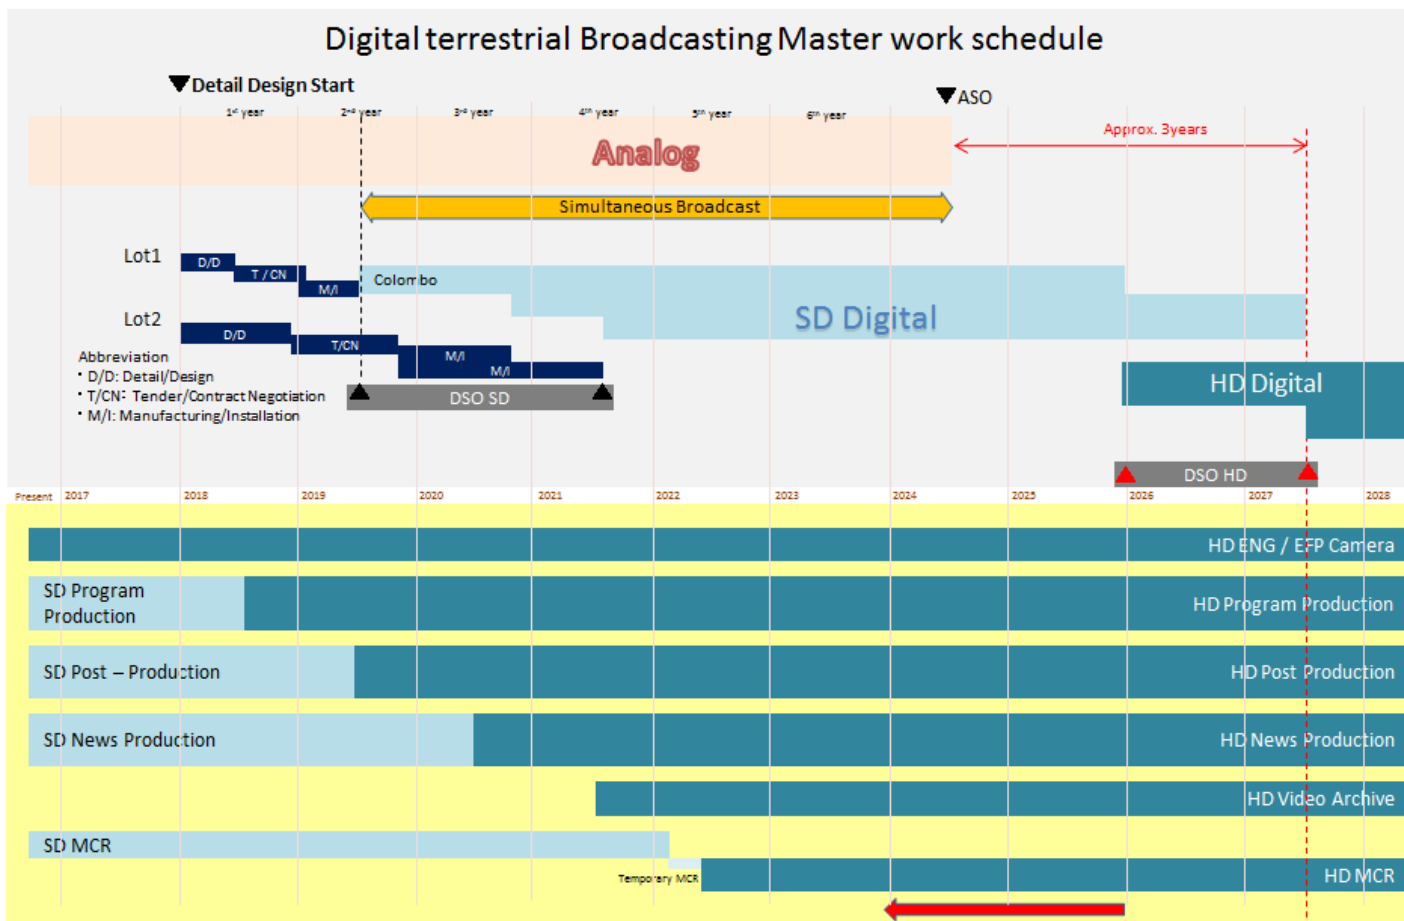 Digital terrestrial Broadcasting Master work schedule
▼Detail Design Start
▼ASO
1st year
2nd year
3rd year
4th year
5th year
6th year
Approx. 3years
Analog
Simultaneous Broadcast
Lot1
D/D
T / CN
M/I
Colombo
SD Digital
Lot2
D/D
T/CN
M/I
M/I
Abbreviation
・D/D: Detail/Design
・T/CN: Tender/Contract Negotiation
・M/I: Manufacturing/Installation
DSO SD
HD Digital
DSO HD
Present 2017 2018 2019 2020 2021 2022 2023 2024 2025 2026 2027 2028
HD ENG / EFP Camera
SD Program
Production
HD Program Production
SD Post – Production
HD Post Production
SD News Production
HD News Production
HD Video Archive
SD MCR
Temporary MCR
HD MCR